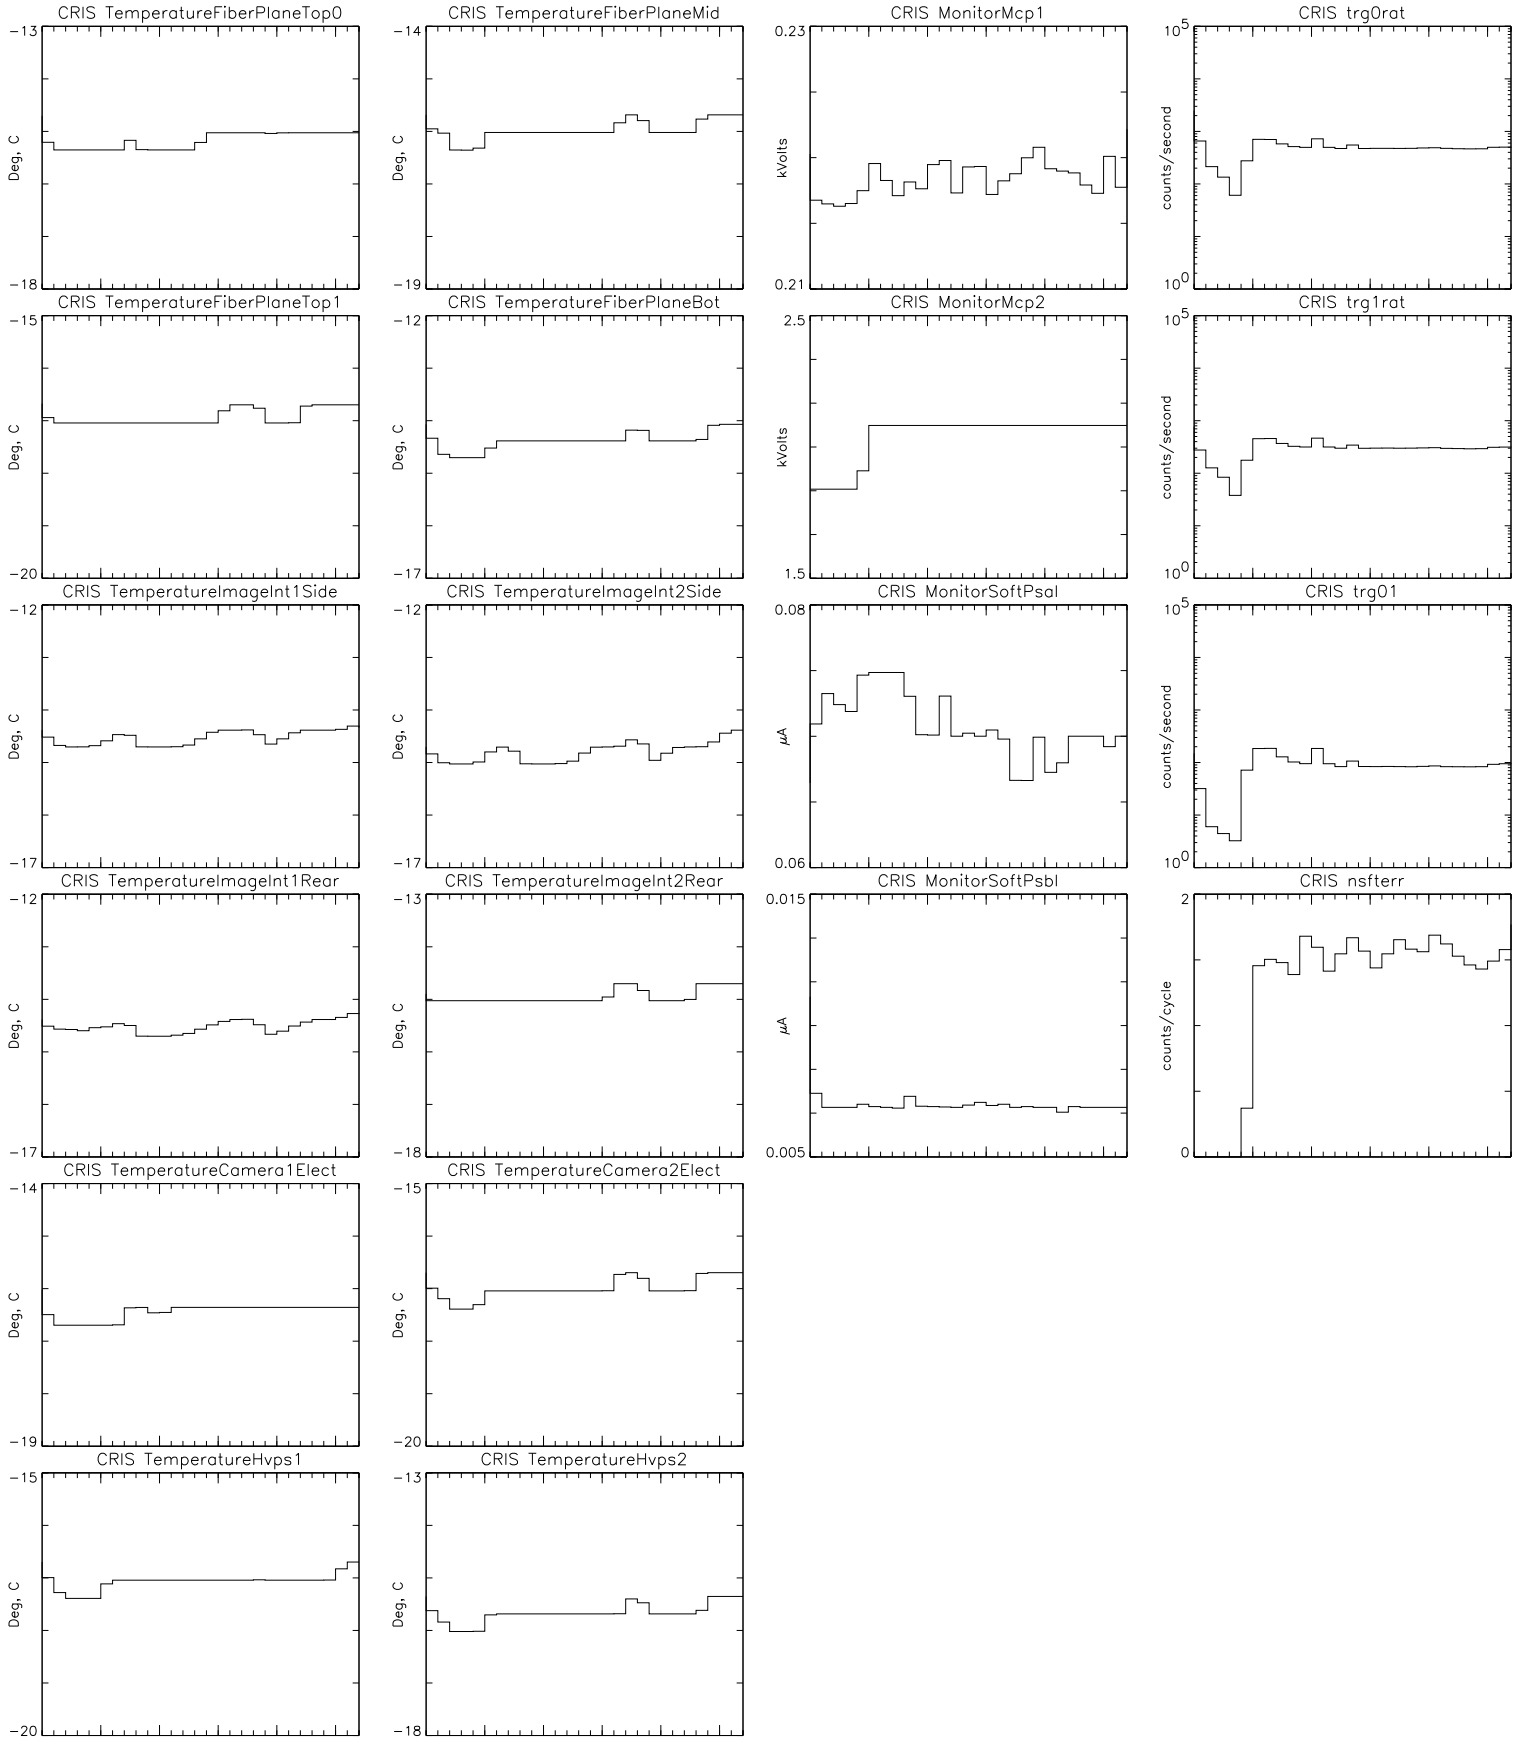 CRIS TemperatureFiberPlaneTop0
-13
Deg, C
-18
CRIS TemperatureFiberPlaneMid
-14
Deg, C
-19
CRIS MonitorMcp1
0.23
kVolts
0.21
CRIS trg0rat
10^5
counts/second
10^0
CRIS TemperatureFiberPlaneTop1
-15
Deg, C
-20
CRIS TemperatureFiberPlaneBot
-12
Deg, C
-17
CRIS MonitorMcp2
2.5
kVolts
1.5
CRIS trg1rat
10^5
counts/second
10^0
CRIS TemperatureImageInt1Side
-12
Deg, C
-17
CRIS TemperatureImageInt2Side
-12
Deg, C
-17
CRIS MonitorSoftPsaI
0.08
μA
0.06
CRIS trg01
10^5
counts/second
10^0
CRIS TemperatureImageInt1Rear
-12
Deg, C
-17
CRIS TemperatureImageInt2Rear
-13
Deg, C
-18
CRIS MonitorSoftPsbI
0.015
μA
0.005
CRIS nsfterr
2
counts/cycle
0
CRIS TemperatureCamera1Elect
-14
Deg, C
-19
CRIS TemperatureCamera2Elect
-15
Deg, C
-20
CRIS TemperatureHvps1
-15
Deg, C
-20
CRIS TemperatureHvps2
-13
Deg, C
-18